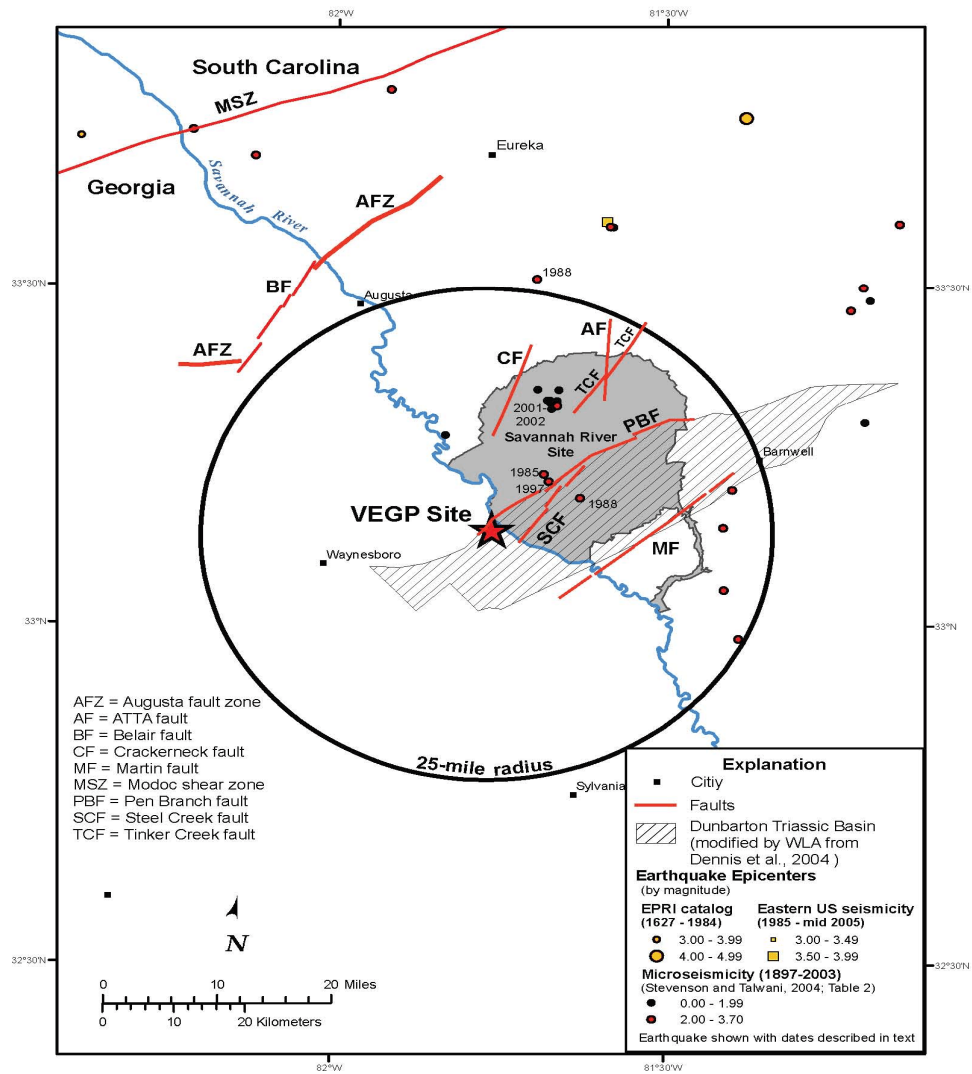 82°W
81°30'W
South Carolina
MSZ
Georgia
Savannah River
Eureka
AFZ
BF
AFZ
33°30'N
33°30'N
1988
Augusta
AF
TCF
CF
TCF
2001-
2002
PBF
Savannah River
Site
Barnwell
1985
1997
1988
VEGP Site
SCF
MF
Waynesboro
33°N
33°N
AFZ = Augusta fault zone
AF = ATTA fault
BF = Belair fault
CF = Crackerneck fault
MF = Martin fault
MSZ = Modoc shear zone
PBF = Pen Branch fault
SCF = Steel Creek fault
TCF = Tinker Creek fault
25-mile radius
Sylvania
Explanation
Citiy
Faults
Dunbarton Triassic Basin
(modified by WLA from
Dennis et al., 2004 )
Earthquake Epicenters
(by magnitude)
EPRI catalog
(1627 - 1984)
3.00 - 3.99
4.00 - 4.99
Eastern US seismicity
(1985 - mid 2005)
3.00 - 3.49
3.50 - 3.99
Microseismicity (1897-2003)
(Stevenson and Talwani, 2004; Table 2)
0.00 - 1.99
2.00 - 3.70
Earthquake shown with dates described in text
N
32°30'N
32°30'N
0 10 20 Miles
0 10 20 Kilometers
82°W
81°30'W